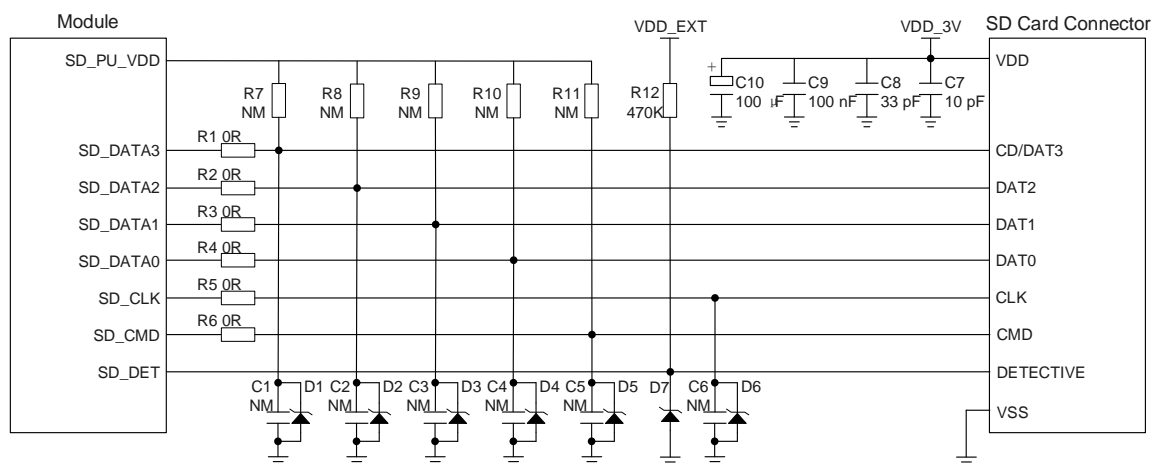 Module
VDD_EXT
VDD_3V
SD Card Connector
SD_PU_VDD
VDD
R7
NM
R8
NM
R9
NM
R10
NM
R11
NM
R12
470K
+
C10
100 µF
C9
100 nF
C8
33 pF
C7
10 pF
SD_DATA3
R1 0R
CD/DAT3
SD_DATA2
R2 0R
DAT2
SD_DATA1
R3 0R
DAT1
SD_DATA0
R4 0R
DAT0
SD_CLK
R5 0R
CLK
SD_CMD
R6 0R
CMD
SD_DET
DETECTIVE
C1
NM
D1
C2
NM
D2
C3
NM
D3
C4
NM
D4
C5
NM
D5
D7
C6
NM
D6
VSS